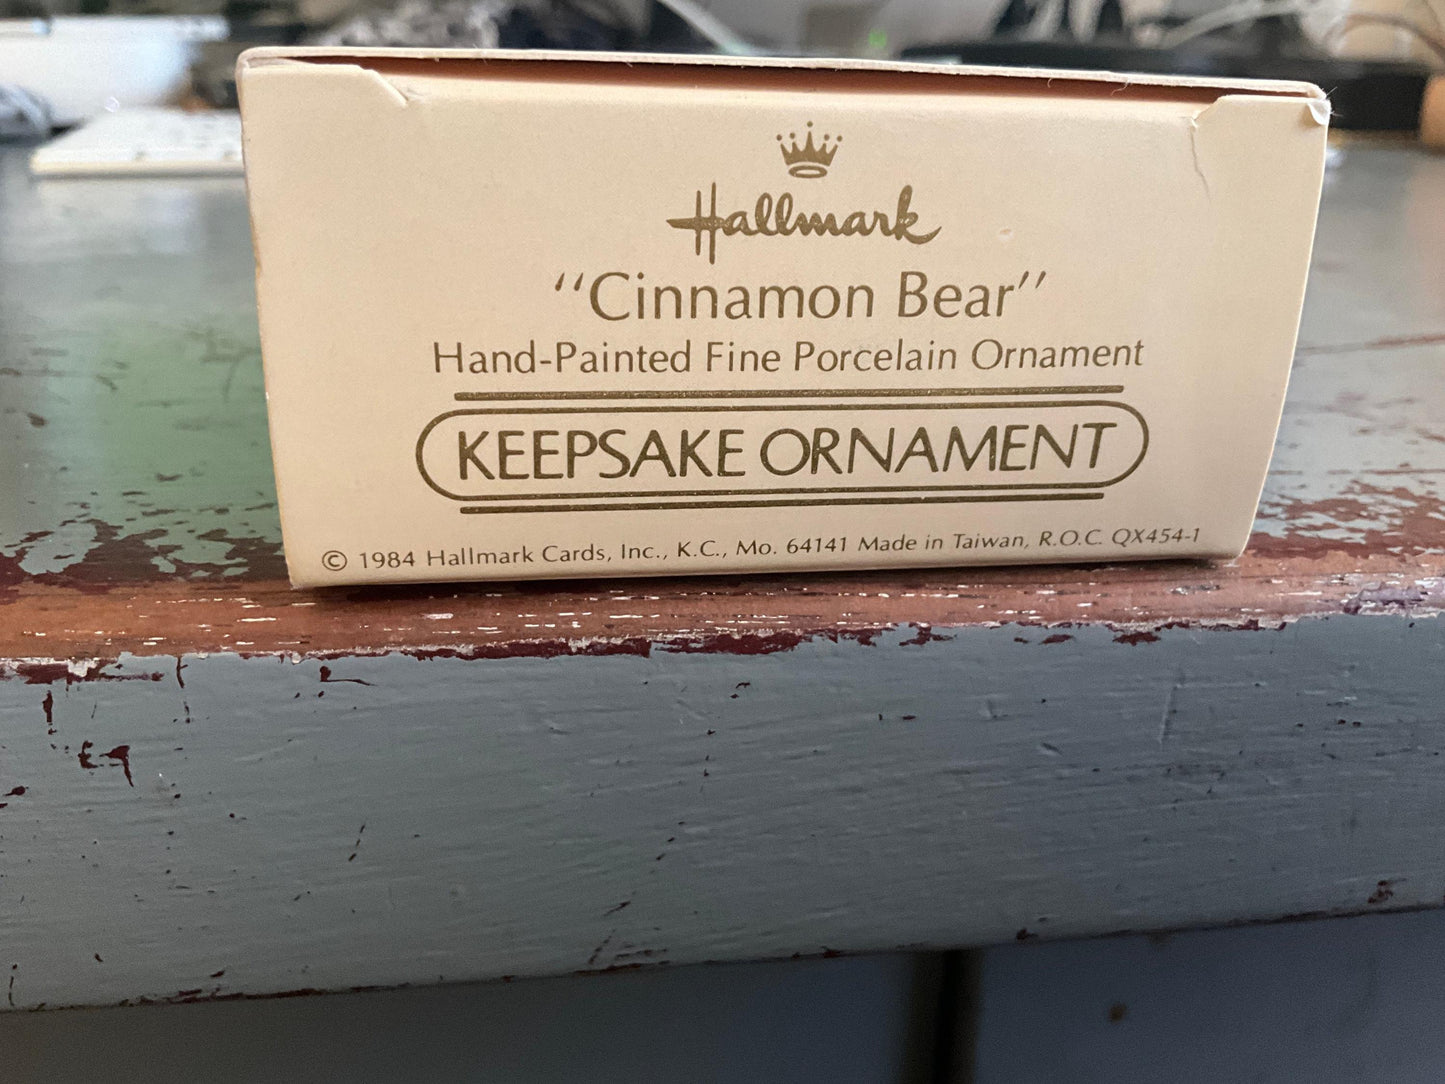 Hallmark
“Cinnamon Bear”
Hand-Painted Fine Porcelain Ornament
KEEPSAKE ORNAMENT
© 1984 Hallmark Cards, Inc., K.C., Mo. 64141 Made in Taiwan, R.O.C. QX454-1